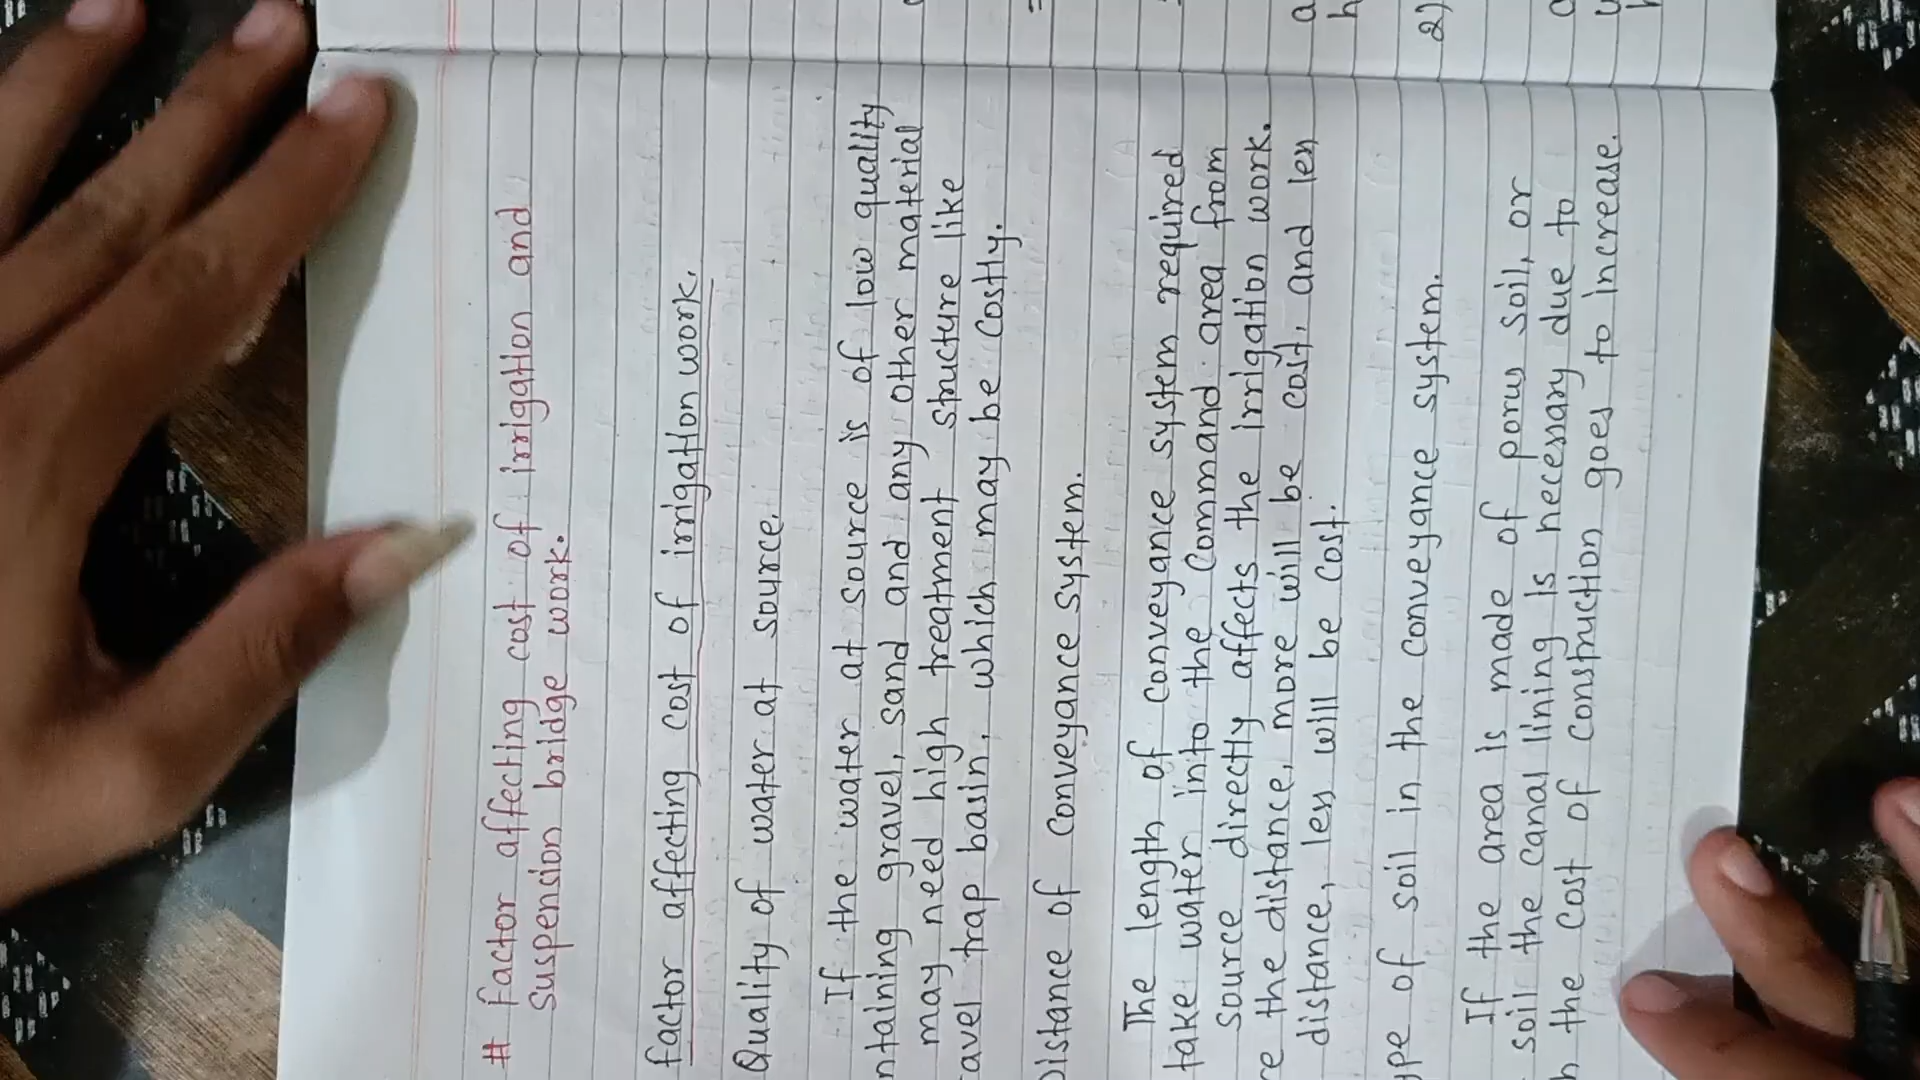 # factor affecting cost of irrigation and
suspension bridge work.
factor affecting cost of irrigation work.
Quality of water at source.
If the water at source is of low quality
ntaining gravel, sand and any other material
may need high treatment structure like
avel trap basin, which may be costly.
Distance of conveyance system.
The length of conveyance system required
take water into the command area from
source directly affects the irrigation work.
re the distance, more will be cost, and less
distance, less will be cost.
ype of soil in the conveyance system.
If the area is made of porus soil, or
soil the canal lining is necessary due to
h the cost of construction goes to increase.
2)